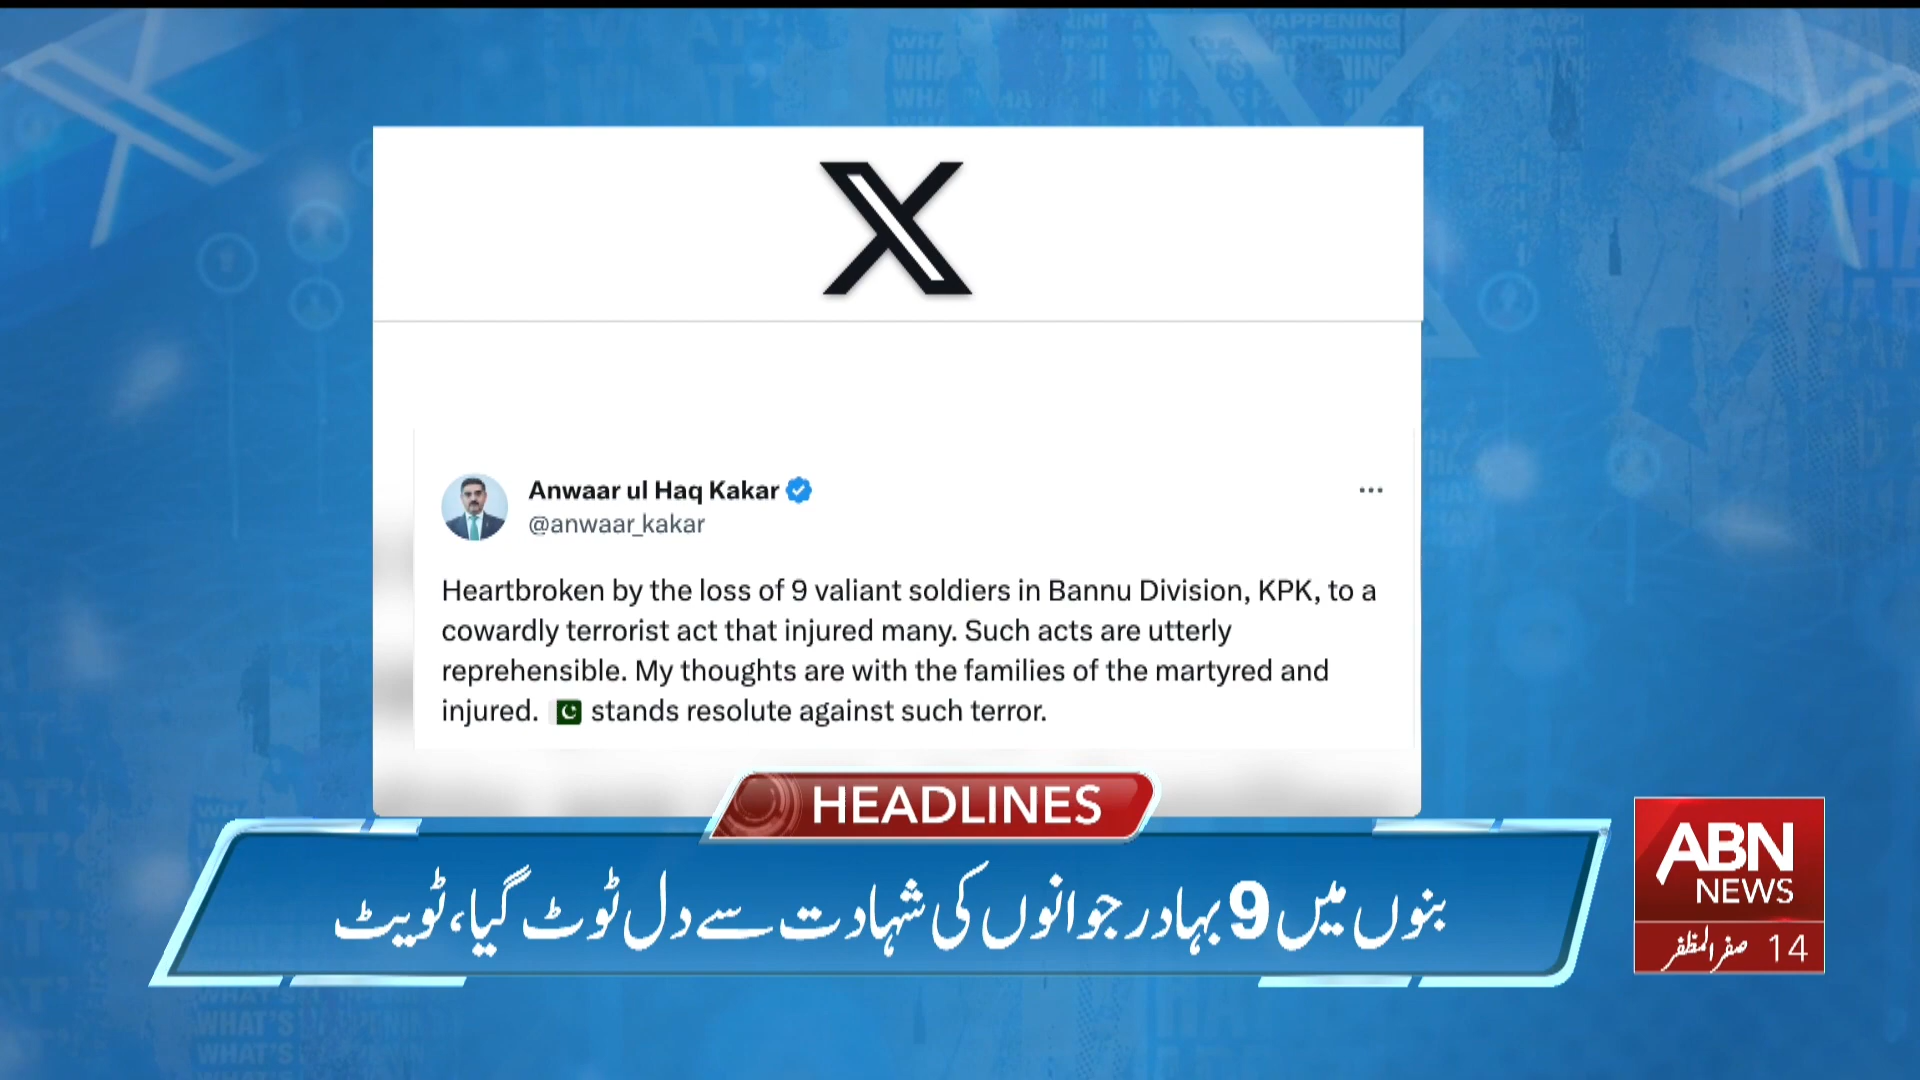 X
Anwaar ul Haq Kakar
@anwaar_kakar
Heartbroken by the loss of 9 valiant soldiers in Bannu Division, KPK, to a
cowardly terrorist act that injured many. Such acts are utterly
reprehensible. My thoughts are with the families of the martyred and
injured. 🇵🇰 stands resolute against such terror.
HEADLINES
بنوں میں 9 بہادر جوانوں کی شہادت سے دل ٹوٹ گیا، ٹویٹ
ABN
NEWS
14 صفر المظفر